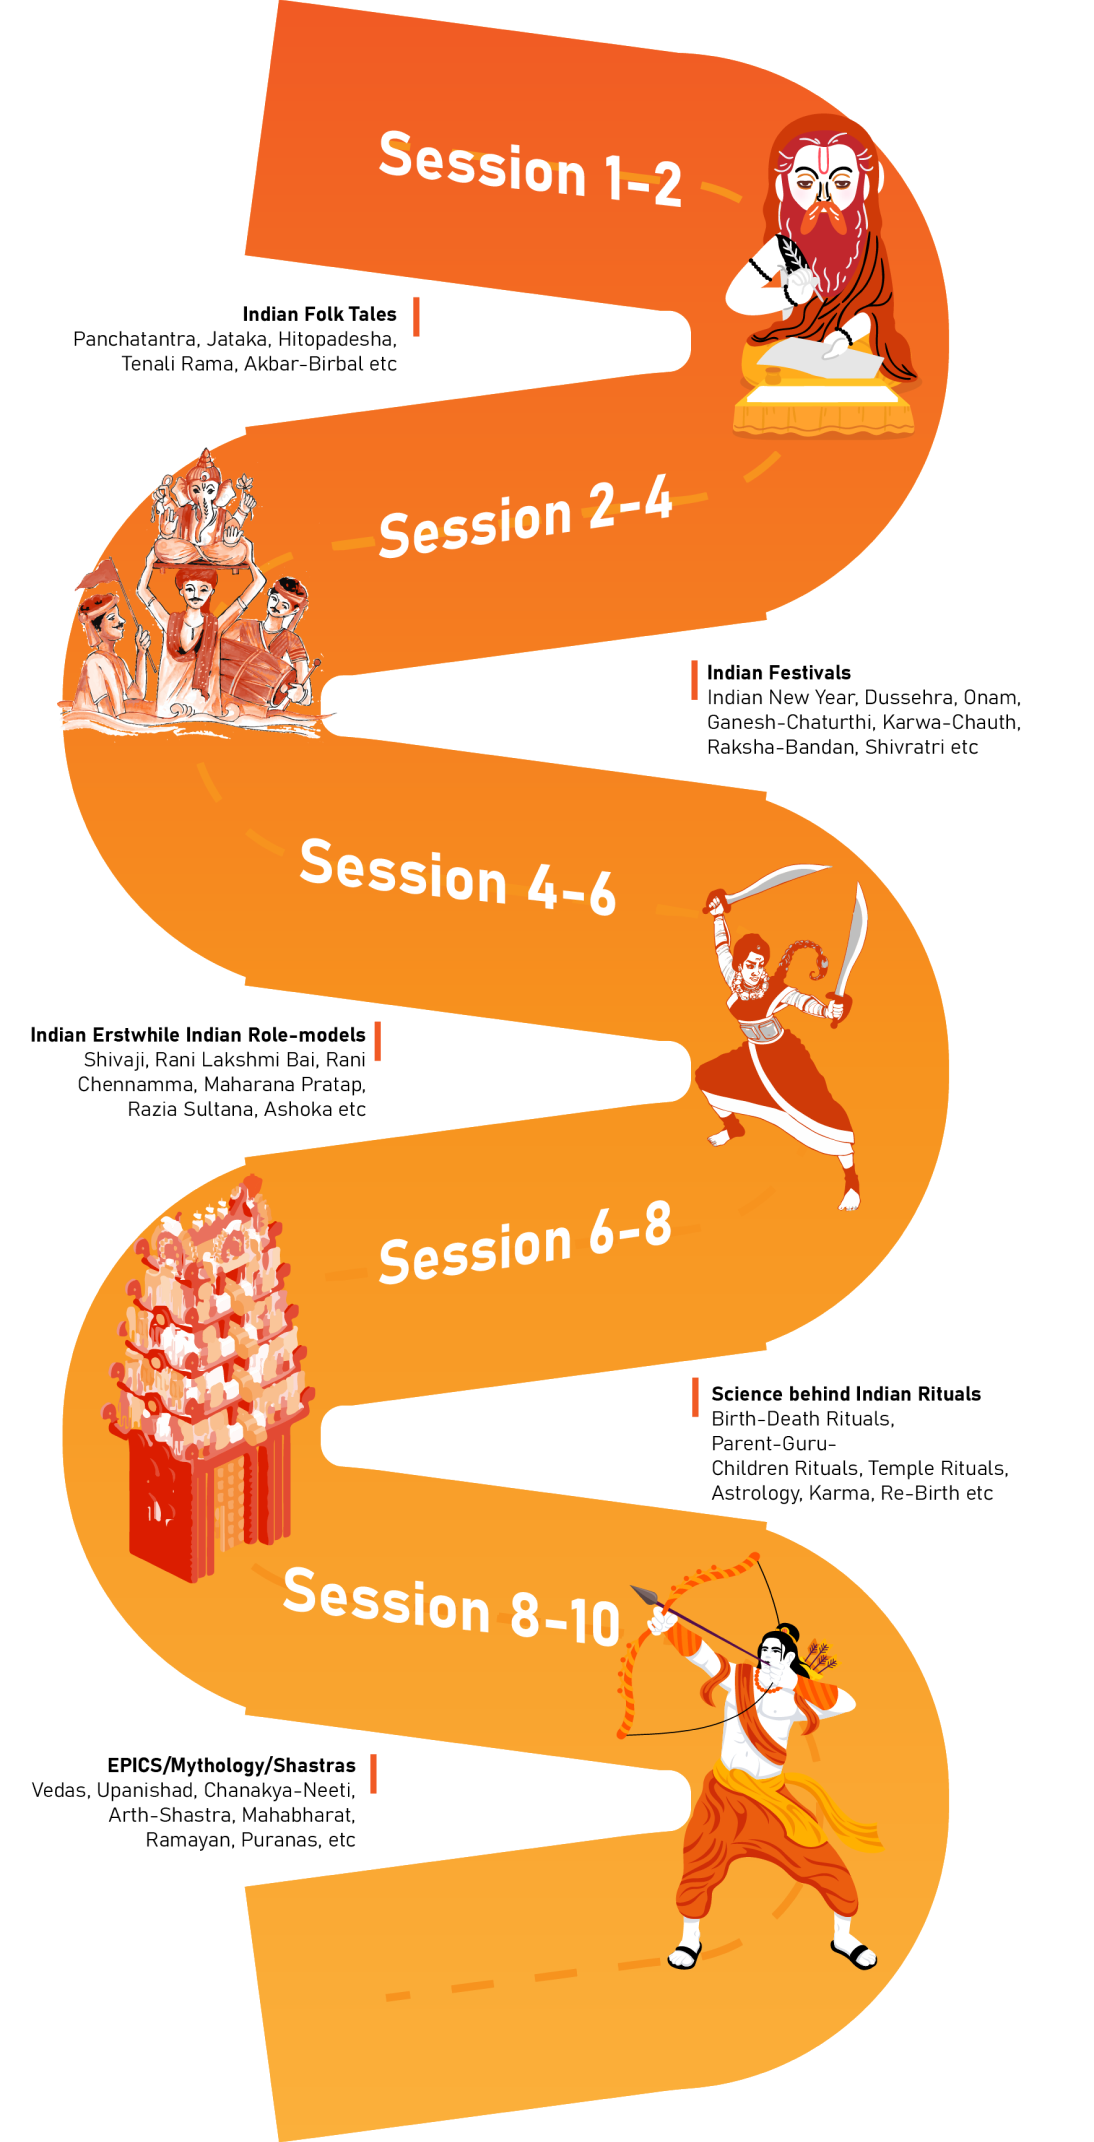 Session 1-2
Indian Folk Tales
Panchatantra, Jataka, Hitopadesha,
Tenali Rama, Akbar-Birbal etc
Session 2-4
Indian Festivals
Indian New Year, Dussehra, Onam,
Ganesh-Chaturthi, Karwa-Chauth,
Raksha-Bandan, Shivratri etc
Session 4-6
Indian Erstwhile Indian Role-models
Shivaji, Rani Lakshmi Bai, Rani
Chennamma, Maharana Pratap,
Razia Sultana, Ashoka etc
Session 6-8
Science behind Indian Rituals
Birth-Death Rituals,
Parent-Guru-
Children Rituals, Temple Rituals,
Astrology, Karma, Re-Birth etc
Session 8-10
EPICS/Mythology/Shastras
Vedas, Upanishad, Chanakya-Neeti,
Arth-Shastra, Mahabharat,
Ramayan, Puranas, etc